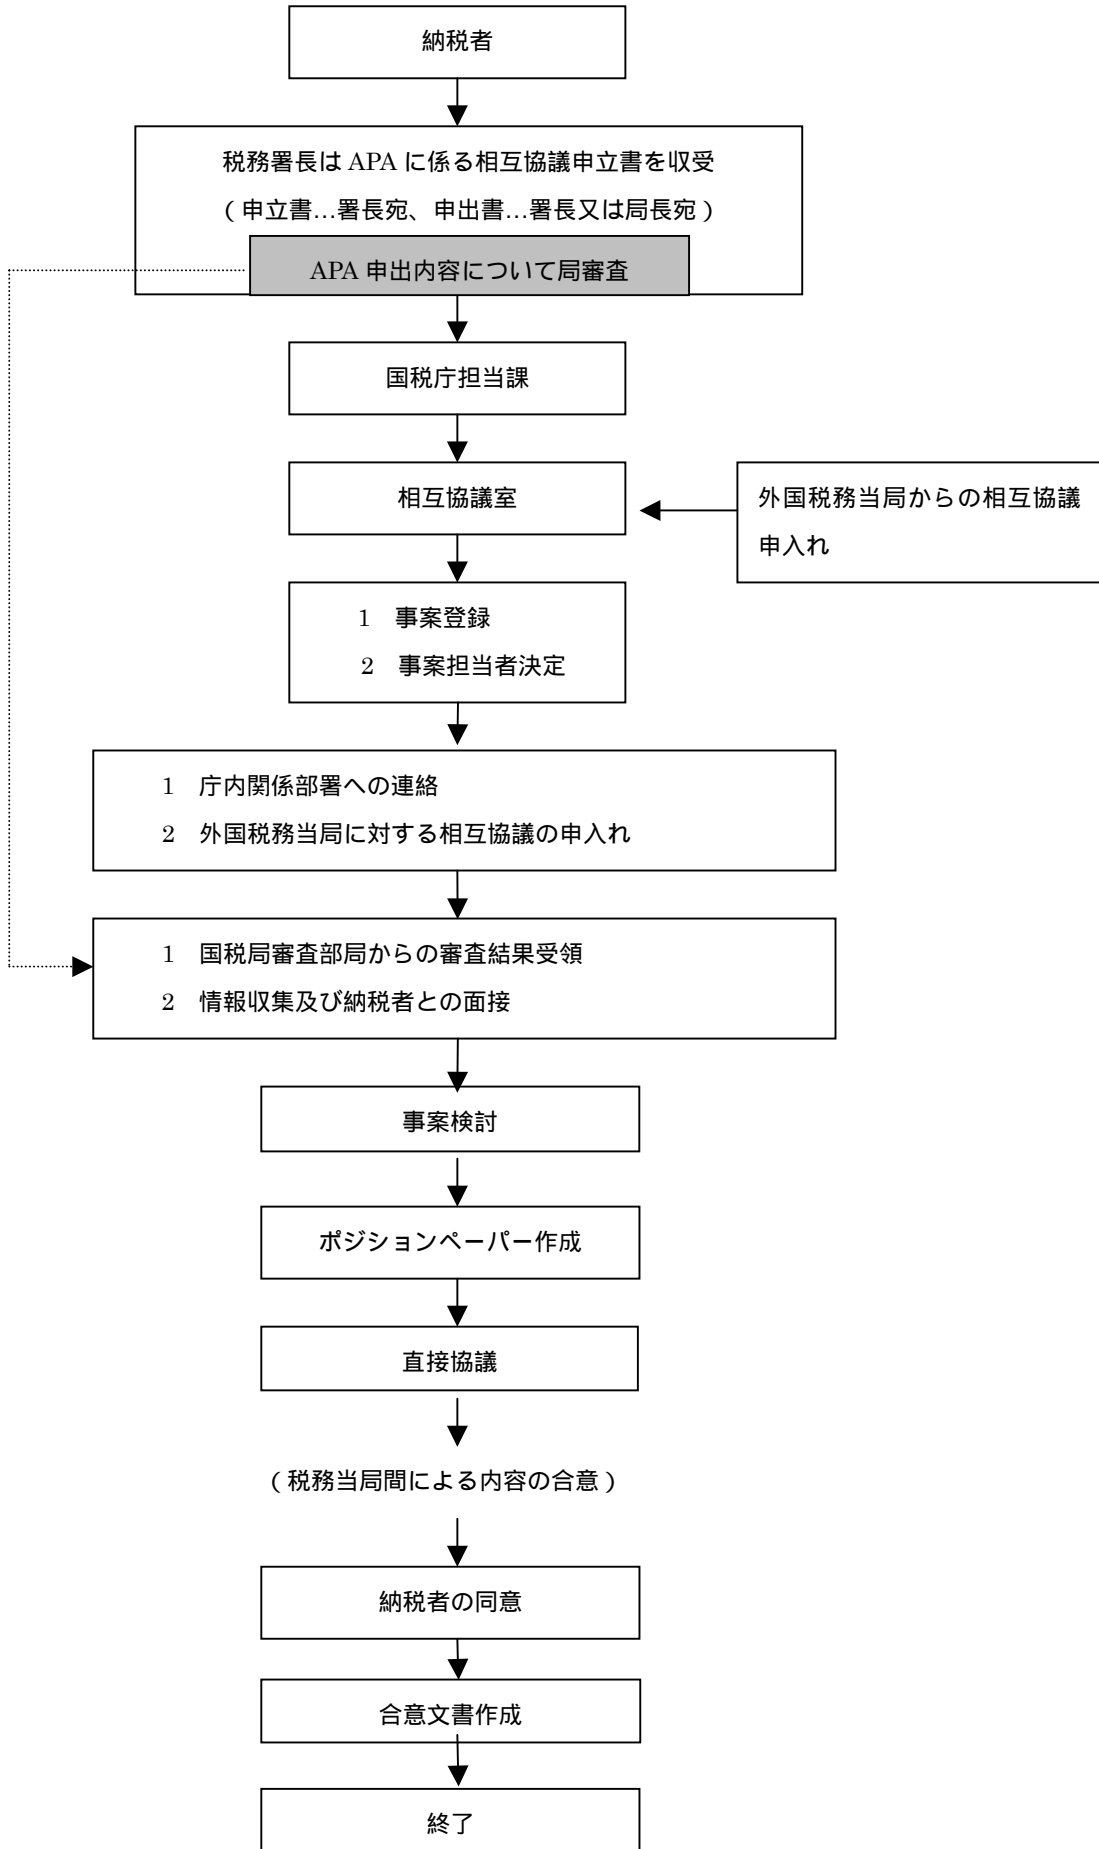 納税者
税務署長は APA に係る相互協議申立書を収受
（申立書…署長宛、申出書…署長又は局長宛）
APA 申出内容について局審査
国税庁担当課
相互協議室
外国税務当局からの相互協議
申入れ
1　事案登録
2　事案担当者決定
1　庁内関係部署への連絡
2　外国税務当局に対する相互協議の申入れ
1　国税局審査部局からの審査結果受領
2　情報収集及び納税者との面接
事案検討
ポジションペーパー作成
直接協議
（税務当局間による内容の合意）
納税者の同意
合意文書作成
終了